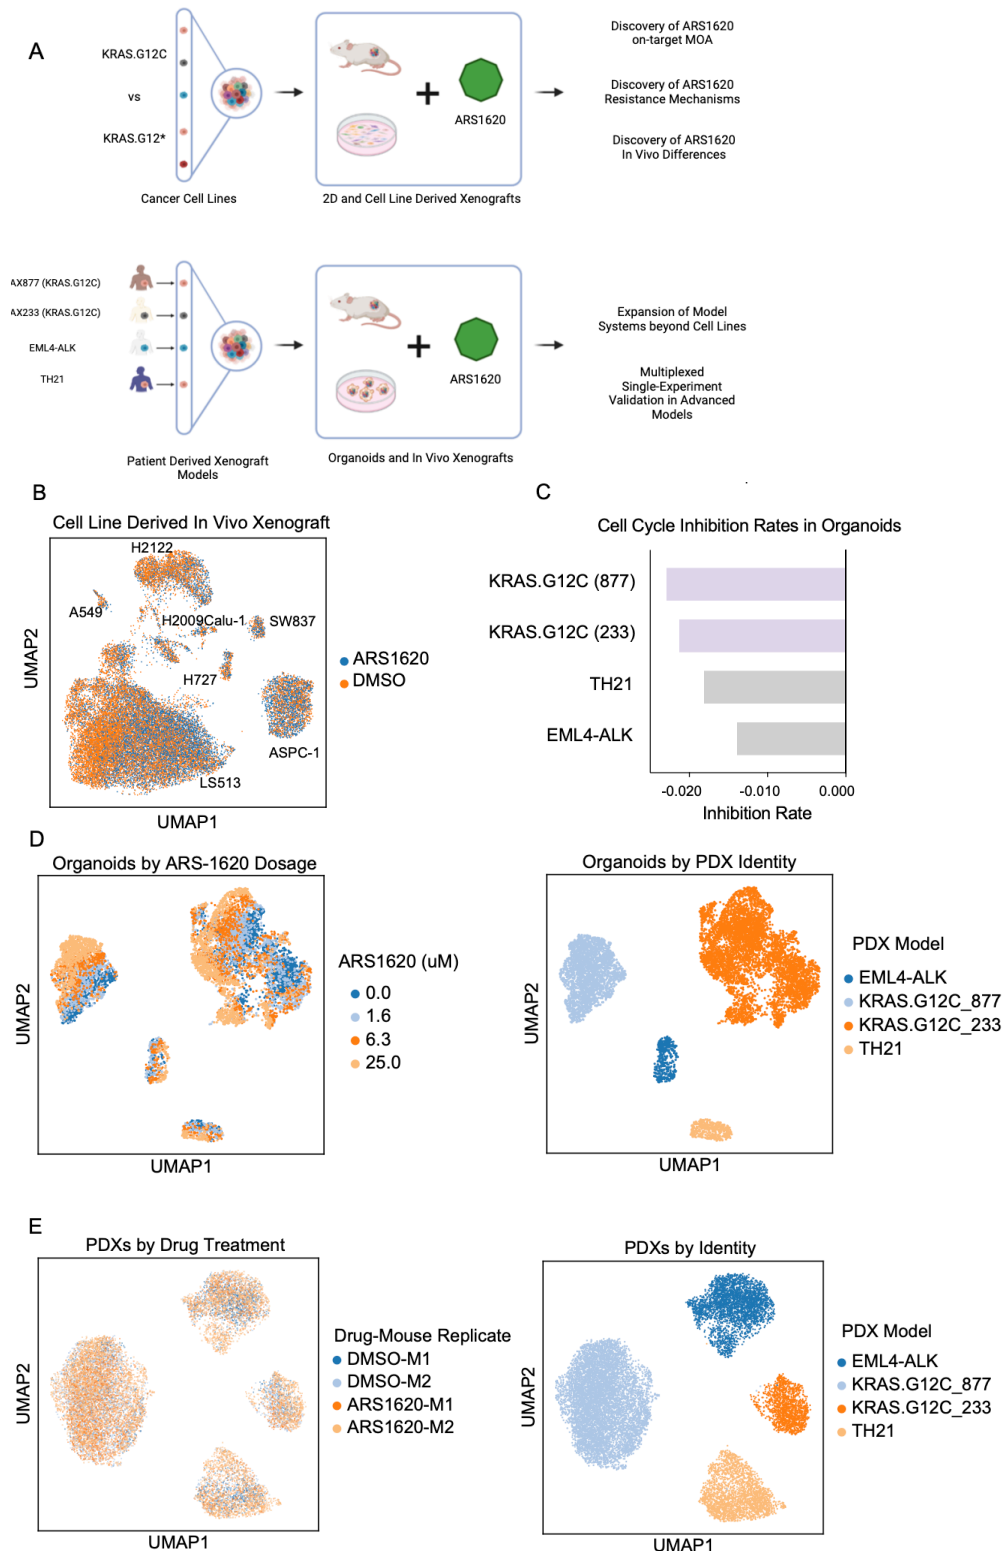 A
KRAS.G12C
vs
KRAS.G12*
Cancer Cell Lines
ARS1620
2D and Cell Line Derived Xenografts
Discovery of ARS1620
on-target MOA
Discovery of ARS1620
Resistance Mechanisms
Discovery of ARS1620
In Vivo Differences
AX877 (KRAS.G12C)
AX233 (KRAS.G12C)
EML4-ALK
TH21
Patient Derived Xenograft
Models
ARS1620
Organoids and In Vivo Xenografts
Expansion of Model
Systems beyond Cell Lines
Multiplexed
Single-Experiment
Validation in Advanced
Models
B
Cell Line Derived In Vivo Xenograft
H2122
A549
H2009Calu-1
SW837
H727
ASPC-1
LS513
UMAP2
UMAP1
ARS1620
DMSO
C
Cell Cycle Inhibition Rates in Organoids
KRAS.G12C (877)
KRAS.G12C (233)
TH21
EML4-ALK
-0.020
-0.010
0.000
Inhibition Rate
D
Organoids by ARS-1620 Dosage
UMAP2
UMAP1
ARS1620 (uM)
0.0
1.6
6.3
25.0
Organoids by PDX Identity
UMAP2
UMAP1
PDX Model
EML4-ALK
KRAS.G12C_877
KRAS.G12C_233
TH21
E
PDXs by Drug Treatment
UMAP2
UMAP1
Drug-Mouse Replicate
DMSO-M1
DMSO-M2
ARS1620-M1
ARS1620-M2
PDXs by Identity
UMAP2
UMAP1
PDX Model
EML4-ALK
KRAS.G12C_877
KRAS.G12C_233
TH21